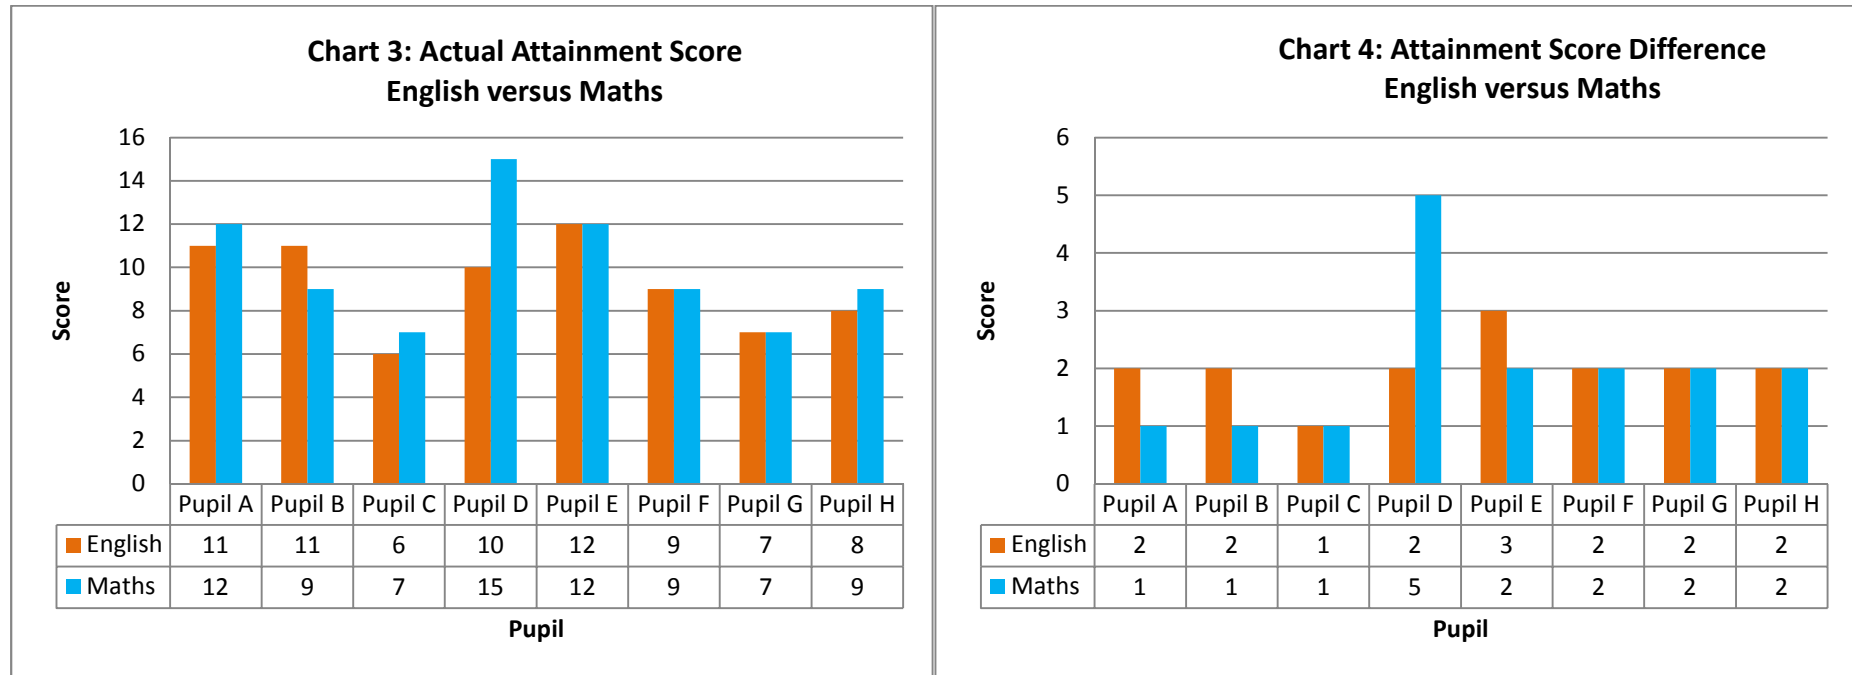 Chart 3: Actual Attainment Score
English versus Maths
16
14
12
10
8
6
4
2
0
Score
Pupil A Pupil B Pupil C Pupil D Pupil E Pupil F Pupil G Pupil H
English 11 11 6 10 12 9 7 8
Maths 12 9 7 15 12 9 7 9
Pupil
Chart 4: Attainment Score Difference
English versus Maths
6
5
4
3
2
1
0
Score
Pupil A Pupil B Pupil C Pupil D Pupil E Pupil F Pupil G Pupil H
English 2 2 1 2 3 2 2 2
Maths 1 1 1 5 2 2 2 2
Pupil